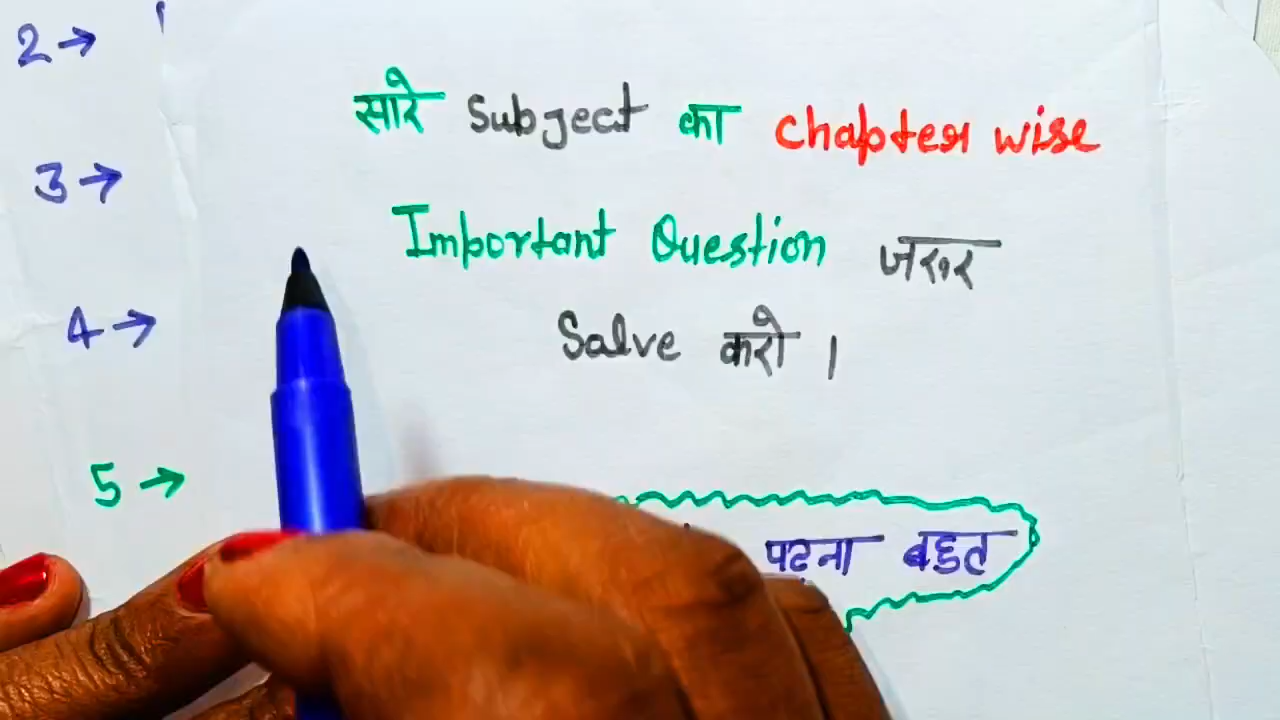 2→
सारे Subject का Chapter wise
3→
Important Question जरुर
4→
Salve करो ।
5→
पढ़ना बहुत